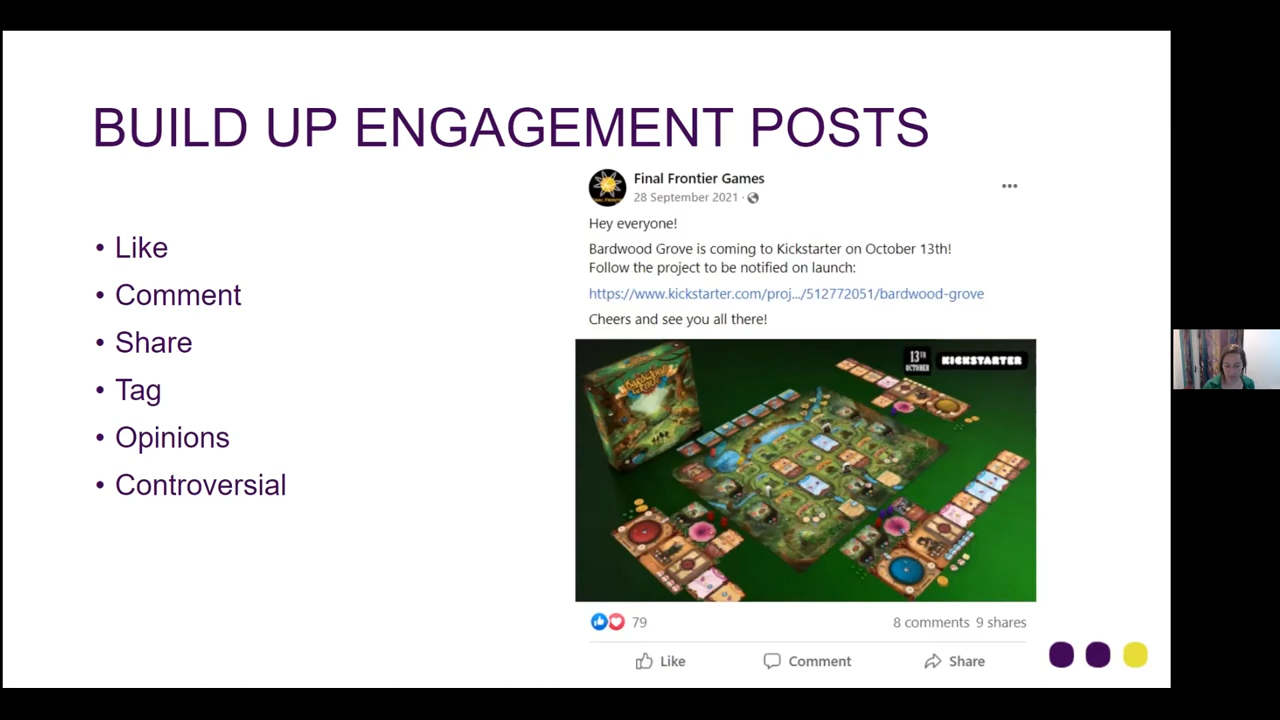 BUILD UP ENGAGEMENT POSTS
• Like
• Comment
• Share
• Tag
• Opinions
• Controversial
Final Frontier Games
28 September 2021 ·
Hey everyone!
Bardwood Grove is coming to Kickstarter on October 13th!
Follow the project to be notified on launch:
https://www.kickstarter.com/proj.../512772051/bardwood-grove
Cheers and see you all there!
13TH
OCTOBER
KICKSTARTER
79
8 comments 9 shares
Like
Comment
Share